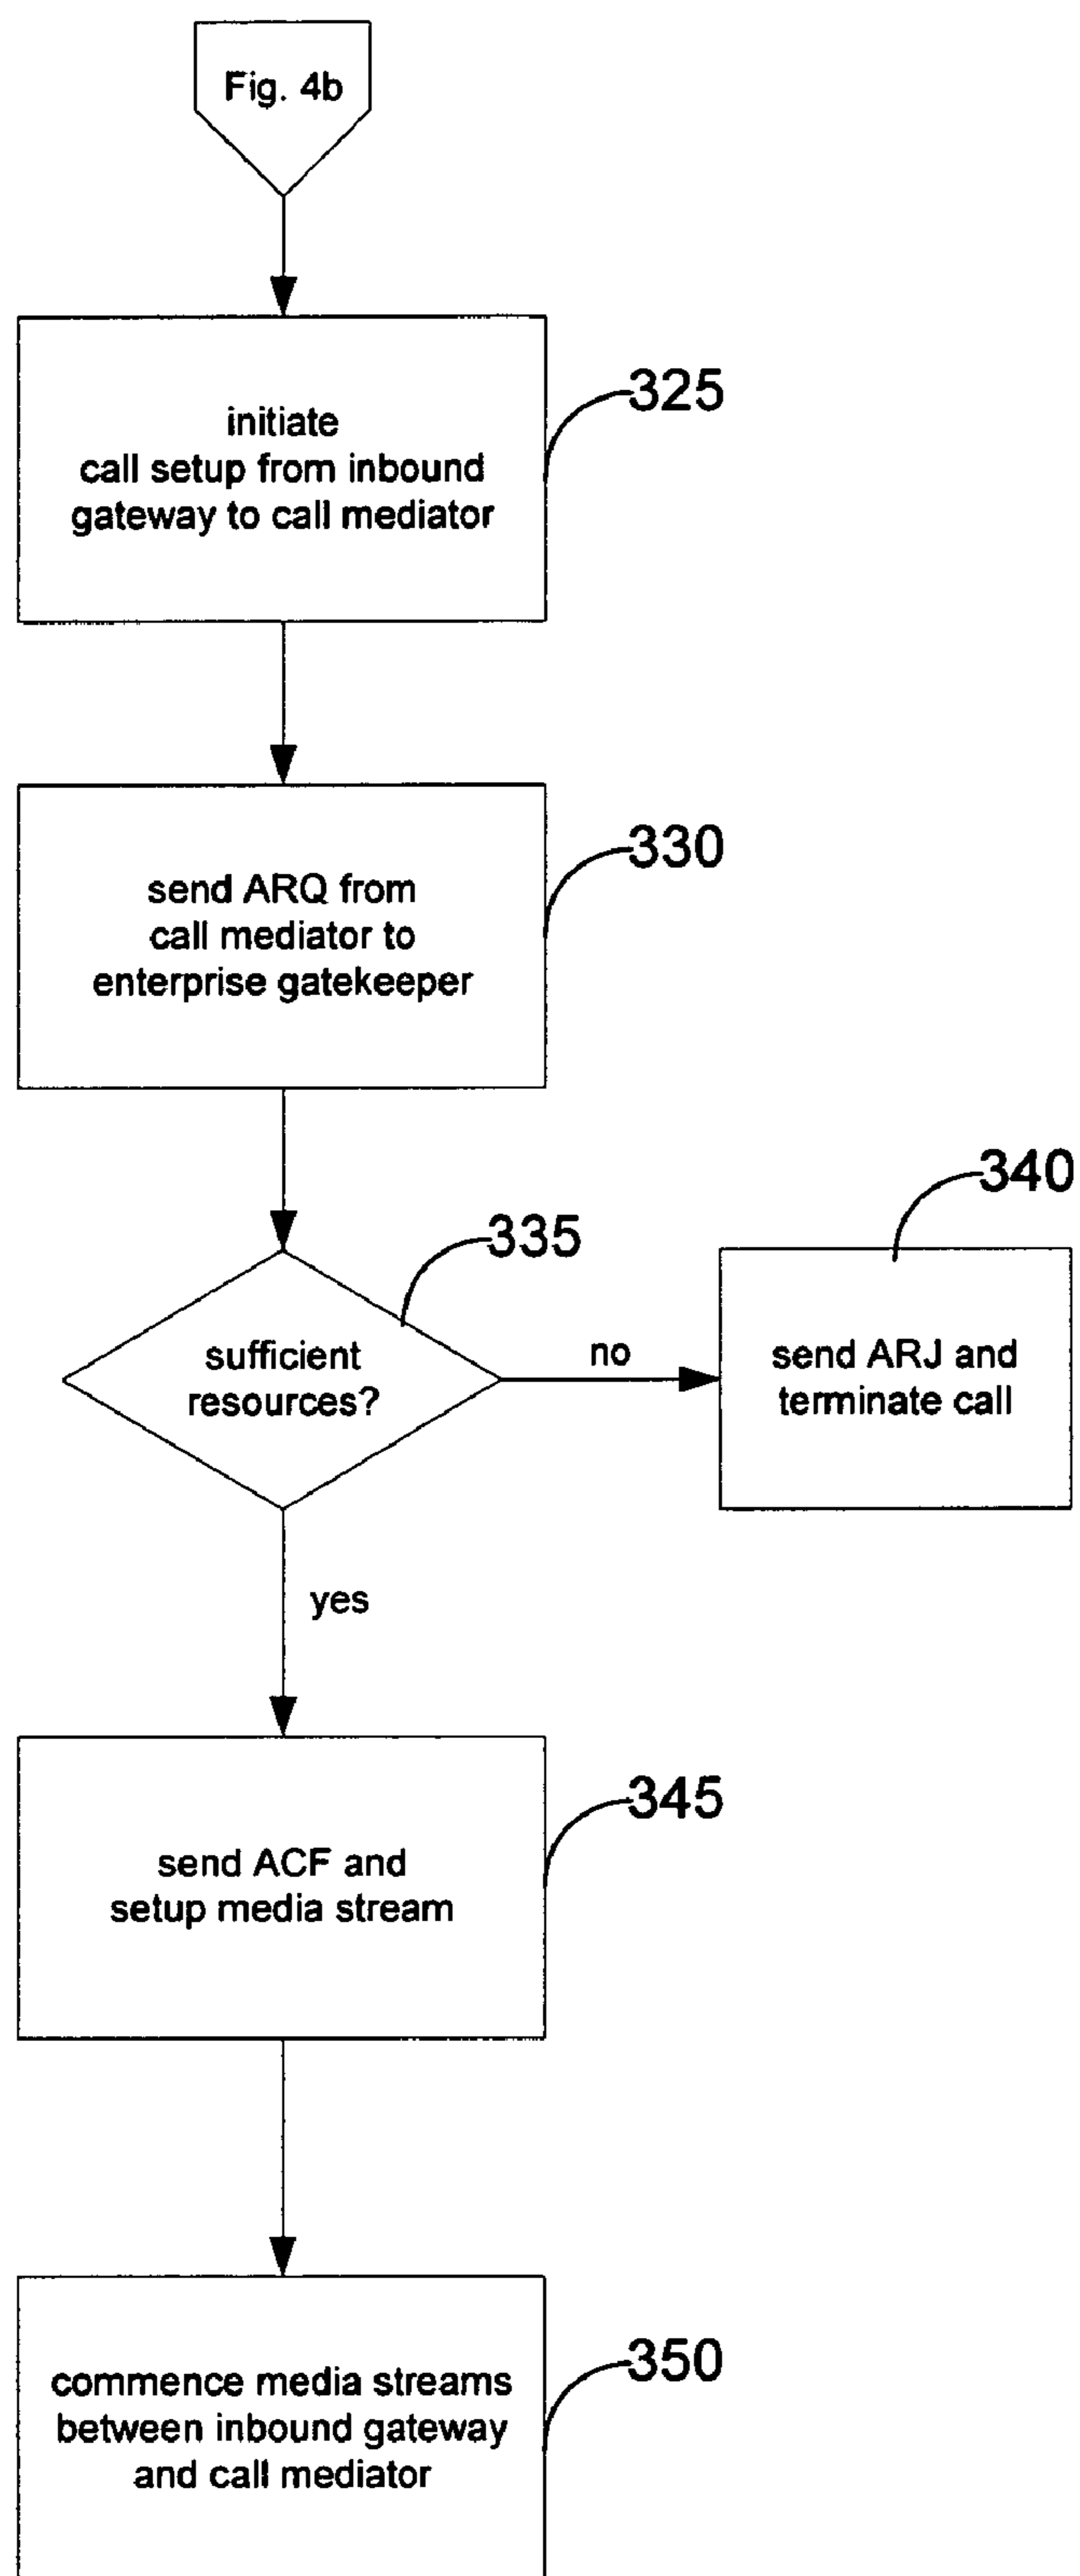 Fig. 4b
initiate
call setup from inbound
gateway to call mediator
325
send ARQ from
call mediator to
enterprise gatekeeper
330
sufficient
resources?
335
no
send ARJ and
terminate call
340
yes
send ACF and
setup media stream
345
commence media streams
between inbound gateway
and call mediator
350